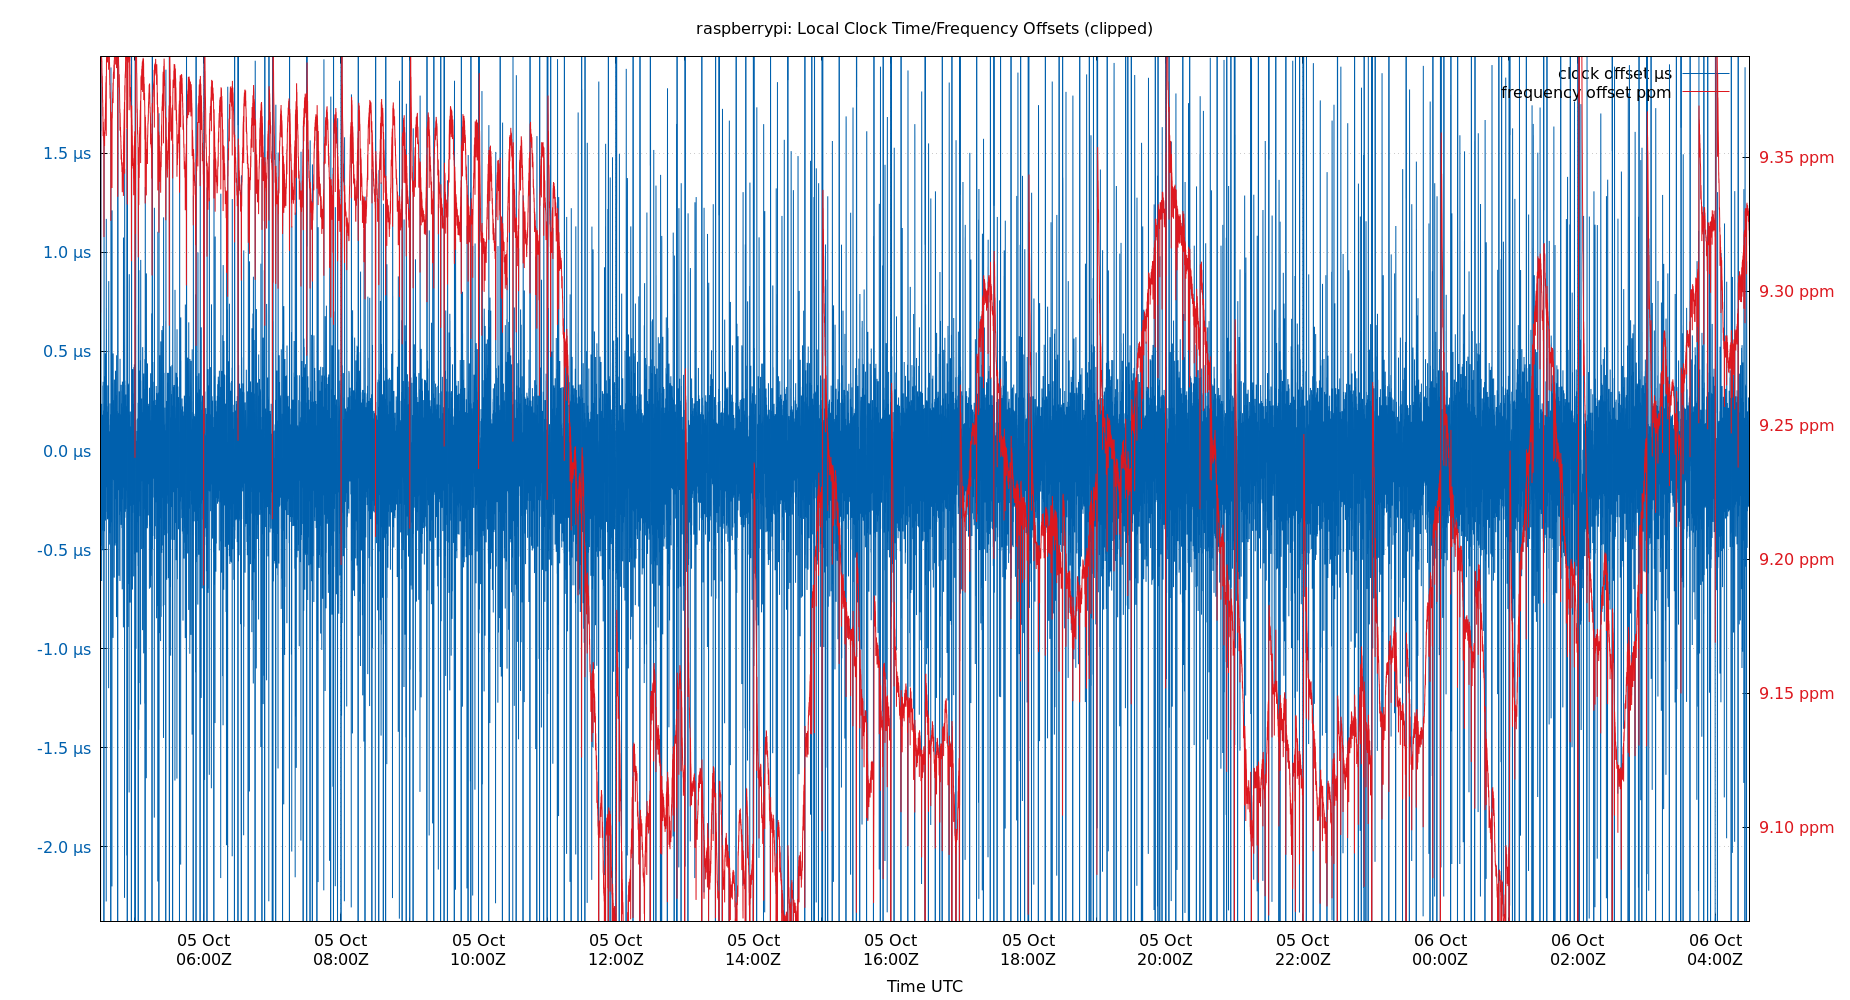 raspberrypi: Local Clock Time/Frequency Offsets (clipped)
clock offset µs
frequency offset ppm
1.5 µs
1.0 µs
0.5 µs
0.0 µs
-0.5 µs
-1.0 µs
-1.5 µs
-2.0 µs
9.35 ppm
9.30 ppm
9.25 ppm
9.20 ppm
9.15 ppm
9.10 ppm
05 Oct 05 Oct 05 Oct 05 Oct 05 Oct 05 Oct 05 Oct 05 Oct 05 Oct 06 Oct 06 Oct 06 Oct
06:00Z 08:00Z 10:00Z 12:00Z 14:00Z 16:00Z 18:00Z 20:00Z 22:00Z 00:00Z 02:00Z 04:00Z
Time UTC